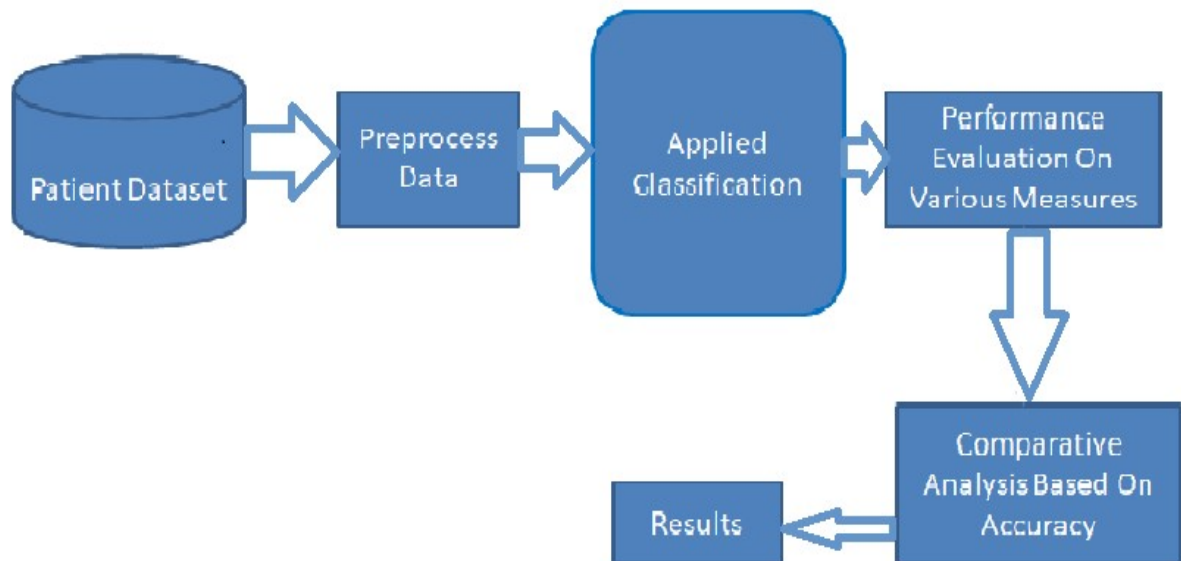 Patient Dataset
Preprocess
Data
Applied
Classification
Performance
Evaluation On
Various Measures
Comparative
Analysis Based On
Accuracy
Results